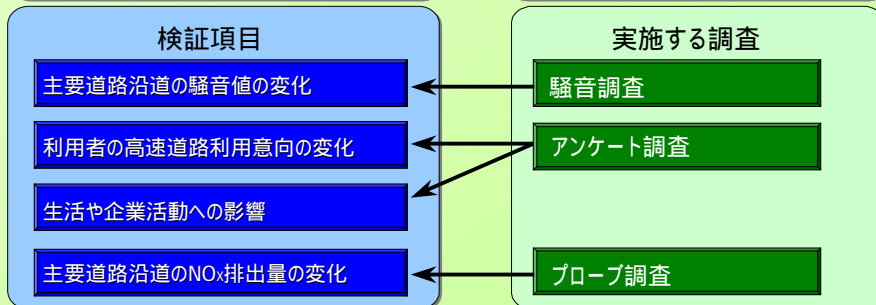 検証項目
主要道路沿道の騒音値の変化
利用者の高速道路利用意向の変化
生活や企業活動への影響
主要道路沿道のNOx排出量の変化
実施する調査
騒音調査
アンケート調査
プローブ調査